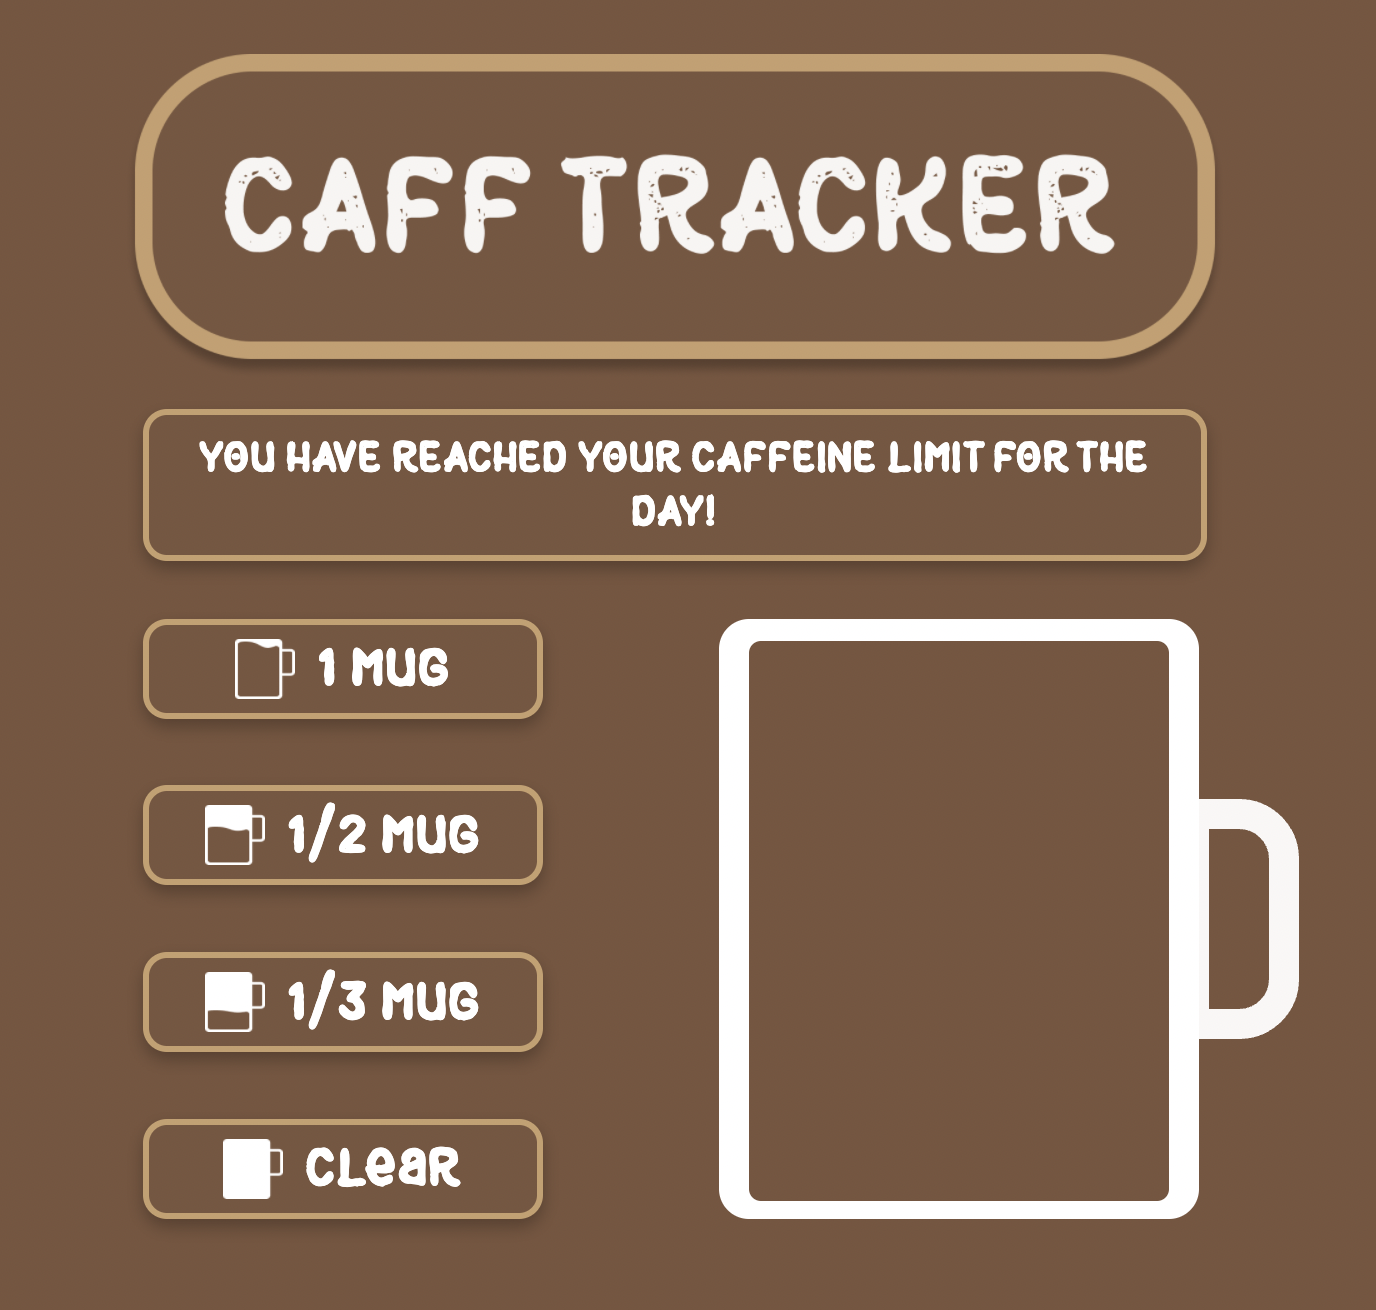 CAFF TRACKER
YOU HAVE REACHED YOUR CAFFEINE LIMIT FOR THE
DAY!
1 MUG
1/2 MUG
1/3 MUG
CLeaR